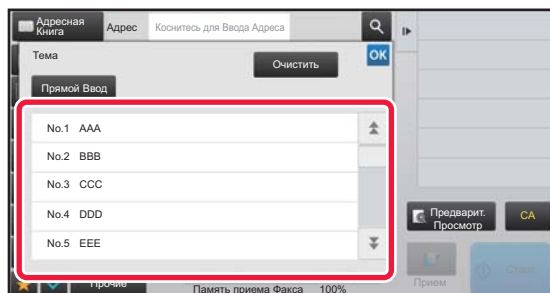 Адресная
Книга
Адрес
Коснитесь для Ввода Адреса
Тема
Очистить
OK
Прямой Ввод
No.1 AAA
No.2 BBB
No.3 CCC
No.4 DDD
No.5 EEE
Предварит.
Просмотр
CA
Прочие
Память приема Факса 100%
Прием
Старт